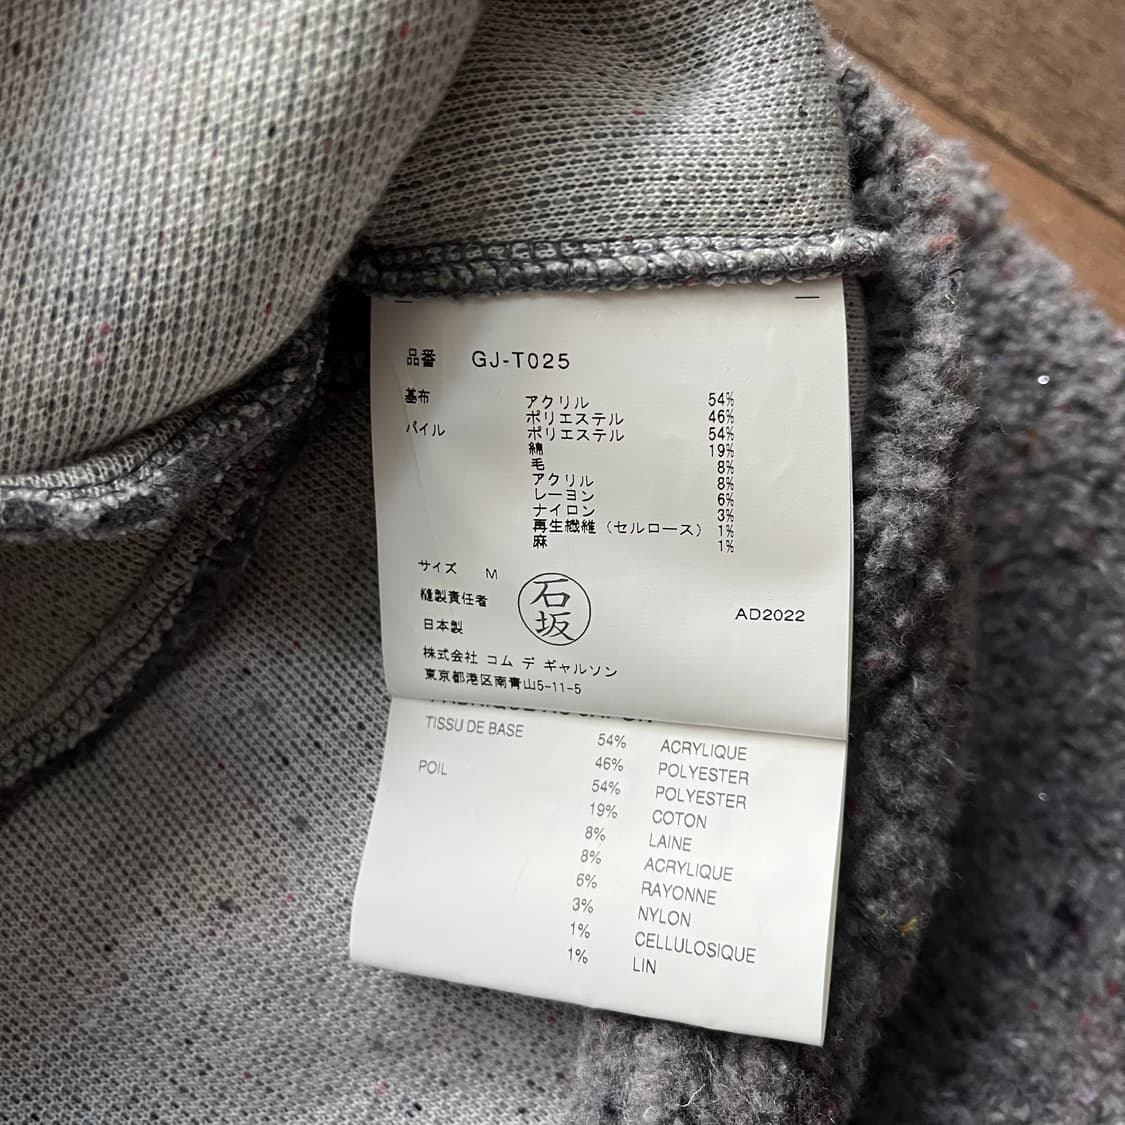 品番 GJ-T025
基布 アクリル 54%
ポリエステル 46%
パイル ポリエステル 54%
綿 19%
毛 8%
アクリル 8%
レーヨン 6%
ナイロン 3%
再生繊維（セルロース） 1%
麻 1%
サイズ M
縫製責任者 石坂
AD2022
日本製
株式会社 コム デ ギャルソン
東京都港区南青山5-11-5
TISSU DE BASE 54% ACRYLIQUE
46% POLYESTER
POIL 54% POLYESTER
19% COTON
8% LAINE
8% ACRYLIQUE
6% RAYONNE
3% NYLON
1% CELLULOSIQUE
1% LIN